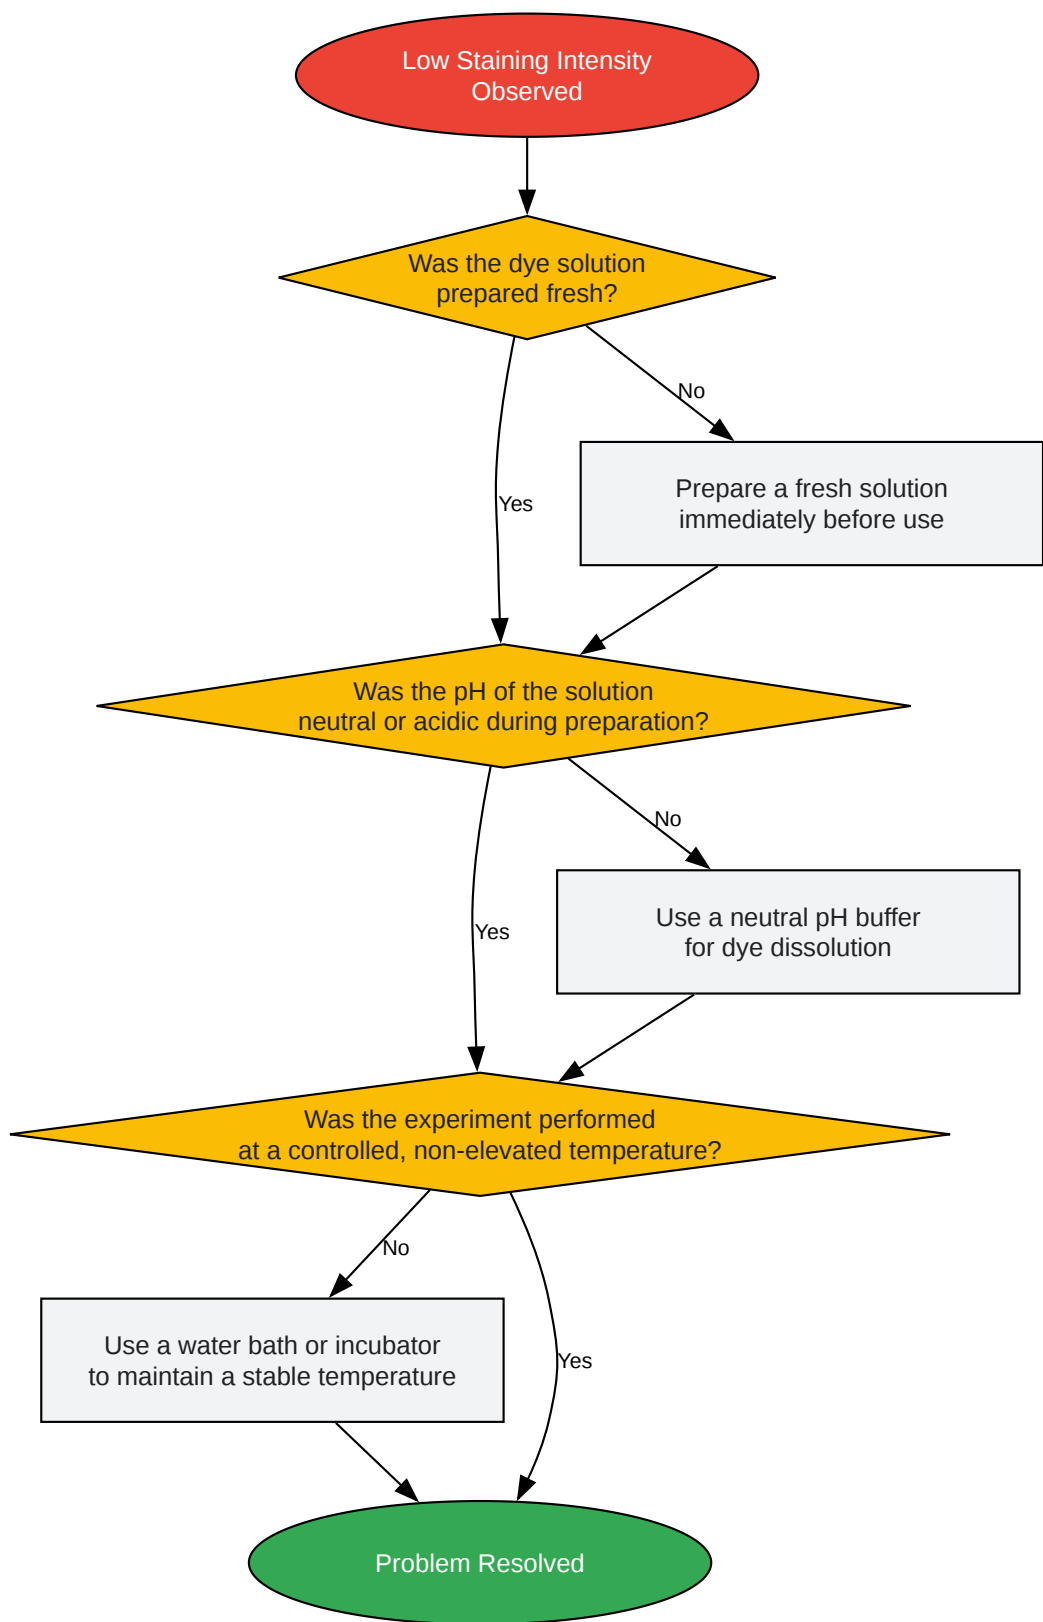 Low Staining Intensity
Observed
Was the dye solution
prepared fresh?
No
Yes
Prepare a fresh solution
immediately before use
Was the pH of the solution
neutral or acidic during preparation?
No
Yes
Use a neutral pH buffer
for dye dissolution
Was the experiment performed
at a controlled, non-elevated temperature?
No
Yes
Use a water bath or incubator
to maintain a stable temperature
Problem Resolved